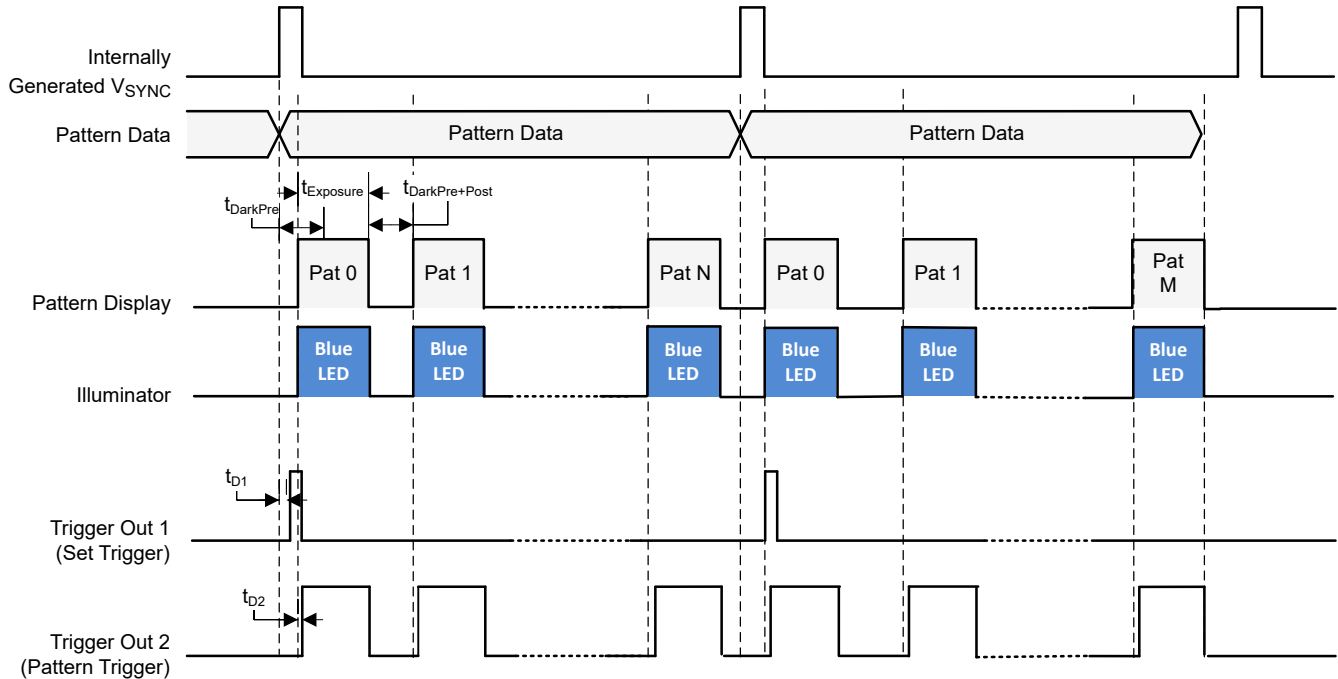 Internally
Generated VSYNC
Pattern Data
Pattern Data
Pattern Data
tExposure
tDarkPre+Post
tDarkPre
Pat 0
Pat 1
Pat N
Pat 0
Pat 1
Pat
M
Pattern Display
Blue
LED
Blue
LED
Blue
LED
Blue
LED
Blue
LED
Blue
LED
Illuminator
tD1
Trigger Out 1
(Set Trigger)
tD2
Trigger Out 2
(Pattern Trigger)